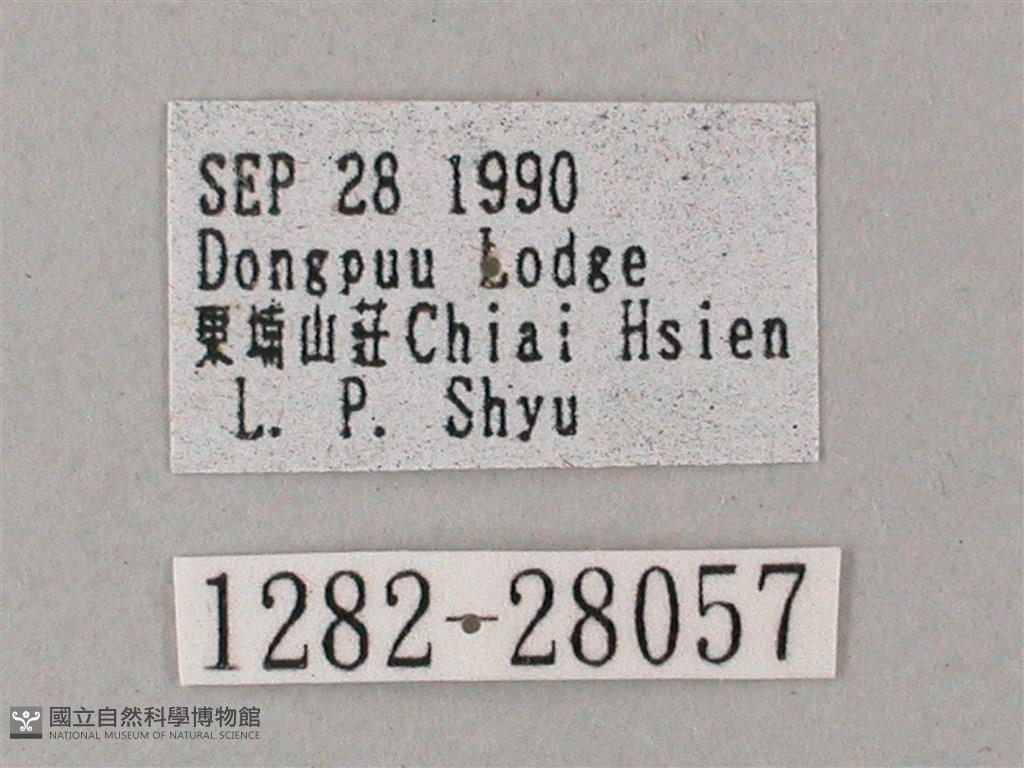 SEP 28 1990
Dongpuu Lodge
東埔山莊Chiai Hsien
L. P. Shyu
1282-28057
國立自然科學博物館
NATIONAL MUSEUM OF NATURAL SCIENCE